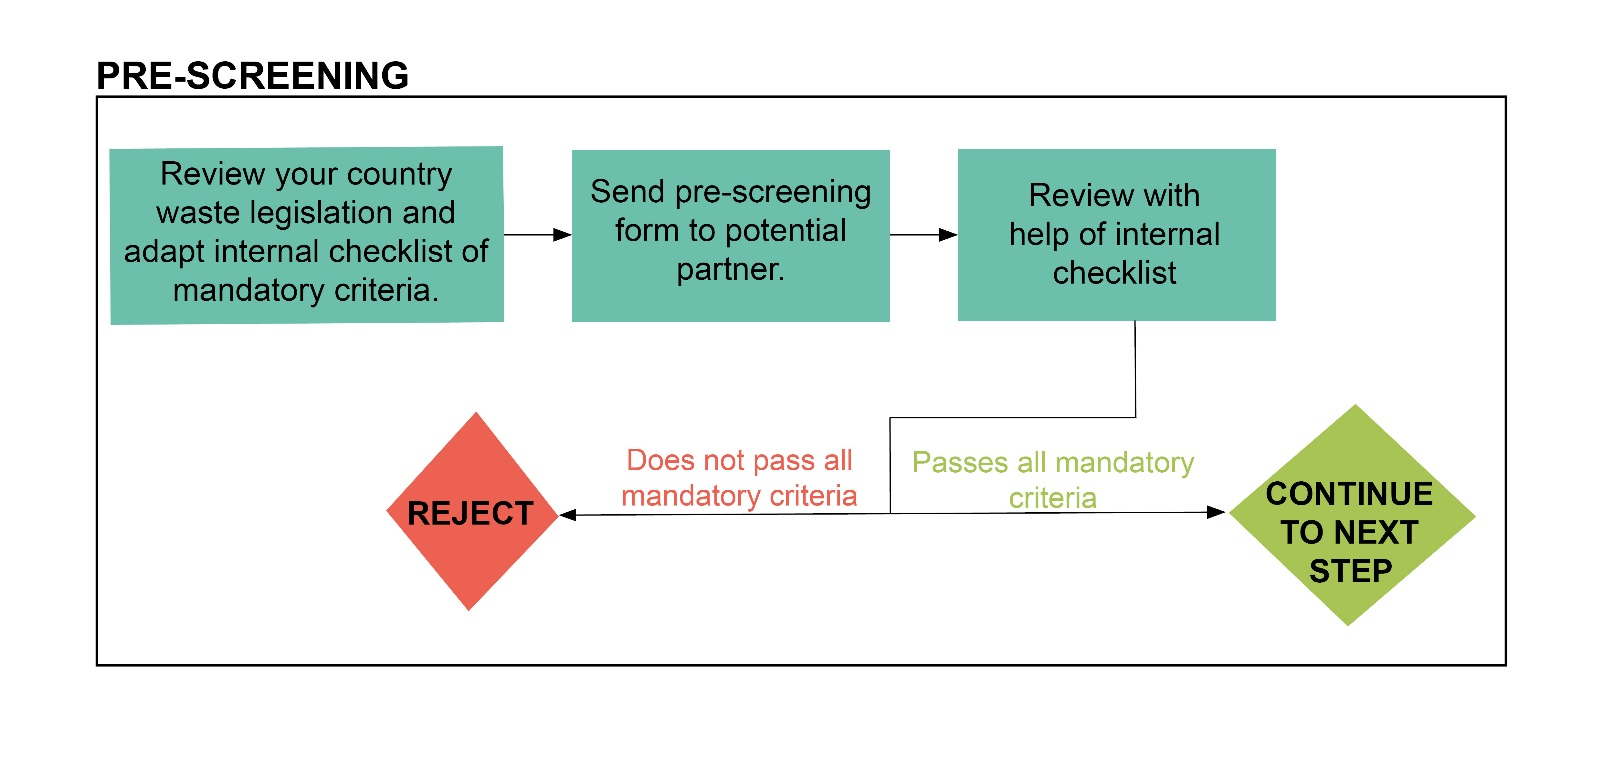 PRE-SCREENING
Review your country
waste legislation and
adapt internal checklist of
mandatory criteria.
Send pre-screening
form to potential
partner.
Review with
help of internal
checklist
Does not pass all
mandatory criteria
Passes all mandatory
criteria
REJECT
CONTINUE
TO NEXT
STEP